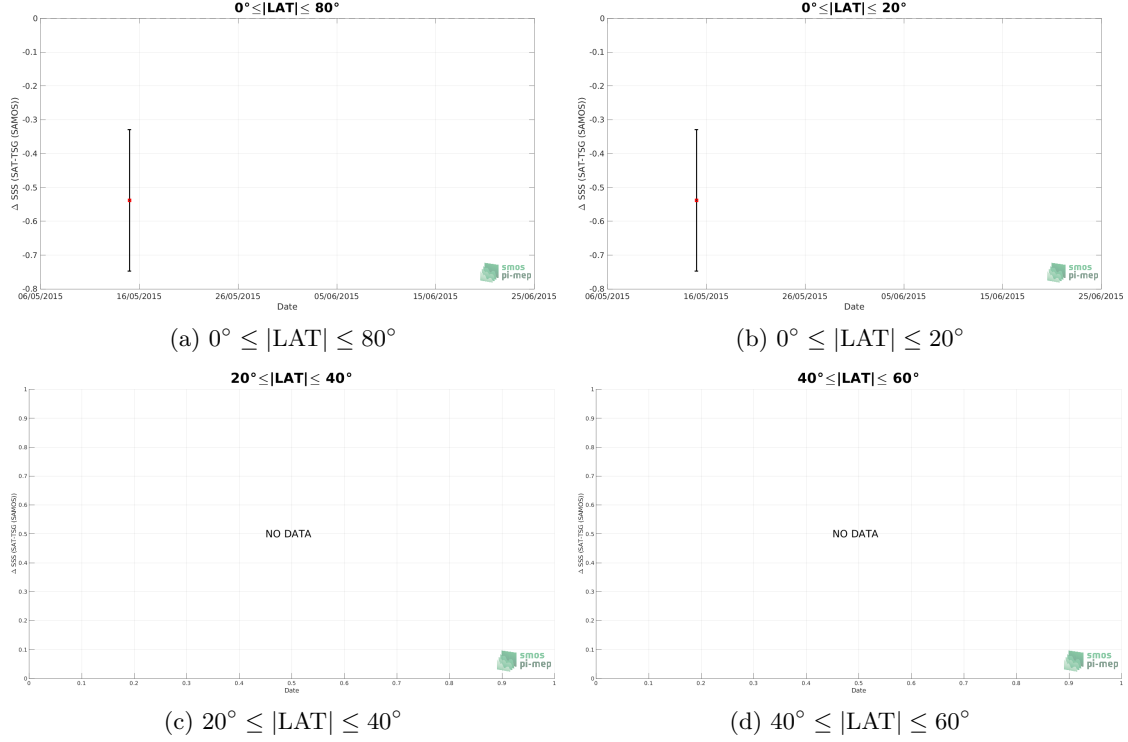 0°≤|LAT|≤ 80°
0
-0.1
-0.2
-0.3
-0.4
-0.5
-0.6
-0.7
-0.8
Δ SSS (SAT-TSG (SAMOS))
06/05/2015 16/05/2015 26/05/2015 05/06/2015 15/06/2015 25/06/2015
Date
smos
pi-mep
(a) 0° ≤ |LAT| ≤ 80°
0°≤|LAT|≤ 20°
0
-0.1
-0.2
-0.3
-0.4
-0.5
-0.6
-0.7
-0.8
Δ SSS (SAT-TSG (SAMOS))
06/05/2015 16/05/2015 26/05/2015 05/06/2015 15/06/2015 25/06/2015
Date
smos
pi-mep
(b) 0° ≤ |LAT| ≤ 20°
20°≤|LAT|≤ 40°
1
0.9
0.8
0.7
0.6
0.5
0.4
0.3
0.2
0.1
0
Δ SSS (SAT-TSG (SAMOS))
NO DATA
0 0.1 0.2 0.3 0.4 0.5 0.6 0.7 0.8 0.9 1
Date
smos
pi-mep
(c) 20° ≤ |LAT| ≤ 40°
40°≤|LAT|≤ 60°
1
0.9
0.8
0.7
0.6
0.5
0.4
0.3
0.2
0.1
0
Δ SSS (SAT-TSG (SAMOS))
NO DATA
0 0.1 0.2 0.3 0.4 0.5 0.6 0.7 0.8 0.9 1
Date
smos
pi-mep
(d) 40° ≤ |LAT| ≤ 60°